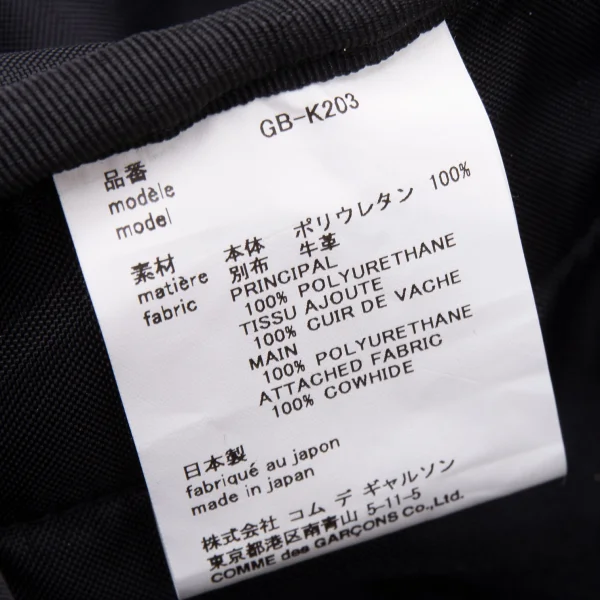 GB-K203
品番
modèle
model
素材 本体 ポリウレタン 100%
matière 別布 牛革
fabric PRINCIPAL
100% POLYURETHANE
TISSU AJOUTE
100% CUIR DE VACHE
MAIN
100% POLYURETHANE
ATTACHED FABRIC
100% COWHIDE
日本製
fabriqué au japon
made in japan
株式会社 コム デ ギャルソン
東京都港区南青山 5-11-5
COMME des GARÇONS Co.,Ltd.